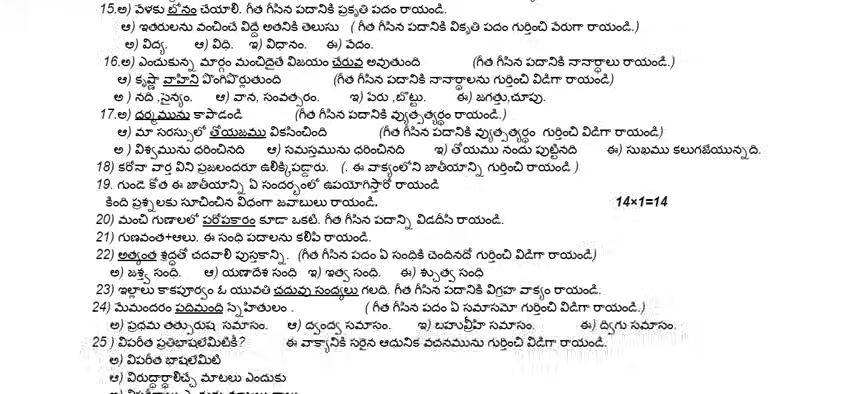 15.అ) వేళకు బోనం చేయాలి. గీత గీసిన పదానికి ప్రకృతి పదం రాయండి.
ఆ) ఇతరులను వంచించే విద్దే అతనికి తెలుసు ( గీత గీసిన పదానికి వికృతి పదం గుర్తించి వేరుగా రాయండి.)
అ) విద్య. ఆ) విధి. ఇ) విధానం. ఈ) వేదం.
16.అ) ఎంచుకున్న మార్గం మంచిదైతే విజయం చేరువ అవుతుంది (గీత గీసిన పదానికి నానార్థాలు రాయండి.)
ఆ) కృష్ణా వాహిని పొంగిపొర్లుతుంది (గీత గీసిన పదానికి నానార్థాలను గుర్తించి విడిగా రాయండి)
అ ) నది ,సైన్యం. ఆ) వాన, సంవత్సరం. ఇ) పేరు ,బొట్టు. ఈ) జగత్తు,చూపు.
17.అ) ధర్మమును కాపాడండి (గీత గీసిన పదానికి వ్యుత్పత్యర్థం రాయండి.)
ఆ) మా సరస్సులో తోయజము వికసించింది (గీత గీసిన పదానికి వ్యుత్పత్యర్థం గుర్తించి విడిగా రాయండి)
అ ) విశ్వమును ధరించినది ఆ) సమస్తమును ధరించినది ఇ) తోయము నందు పుట్టినది ఈ) సుఖము కలుగజేయున్నది.
18) కరోనా వార్త విని ప్రజలందరూ ఉలిక్కిపడ్డారు. (. ఈ వాక్యంలోని జాతీయాన్ని గుర్తించి రాయండి )
19. గుండె కోత ఈ జాతీయాన్ని ఏ సందర్భంలో ఉపయోగిస్తారో రాయండి
కింది ప్రశ్నలకు సూచించిన విధంగా జవాబులు రాయండి. 14×1=14
20) మంచి గుణాలలో పరోపకారం కూడా ఒకటి. గీత గీసిన పదాన్ని విడదీసి రాయండి.
21) గుణవంత+ఆలు. ఈ సంధి పదాలను కలిపి రాయండి.
22) అత్యంత శ్రద్ధతో చదవాలి పుస్తకాన్ని. (గీత గీసిన పదం ఏ సంధికి చెందినదో గుర్తించి విడిగా రాయండి)
అ) జశ్త్వ సంధి. ఆ) యణాదేశ సంధి ఇ) ఇత్వ సంధి. ఈ) శ్చుత్వ సంధి
23) ఇల్లాలు కాకపూర్వం ఓ యువతి చదువు సంధ్యలు గలది. గీత గీసిన పదానికి విగ్రహ వాక్యం రాయండి.
24) మేమందరం పదిమంది స్నేహితులం . ( గీత గీసిన పదం ఏ సమాసమో గుర్తించి విడిగా రాయండి.)
అ) ప్రథమ తత్పురుష సమాసం. ఆ) ద్వంద్వ సమాసం. ఇ) బహువ్రీహి సమాసం. ఈ) ద్విగు సమాసం.
25 ) విపరీత ప్రతిభాషలేమిటికి? ఈ వాక్యానికి సరైన ఆధునిక వచనమును గుర్తించి విడిగా రాయండి.
అ) విపరీత భాషలేమిటి
ఆ) విరుద్ధార్థాలిచ్చే మాటలు ఎందుకు